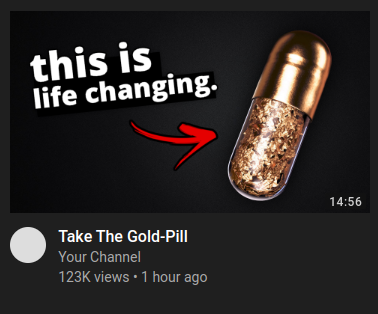 this is
life changing.
14:56
Take The Gold-Pill
Your Channel
123K views • 1 hour ago